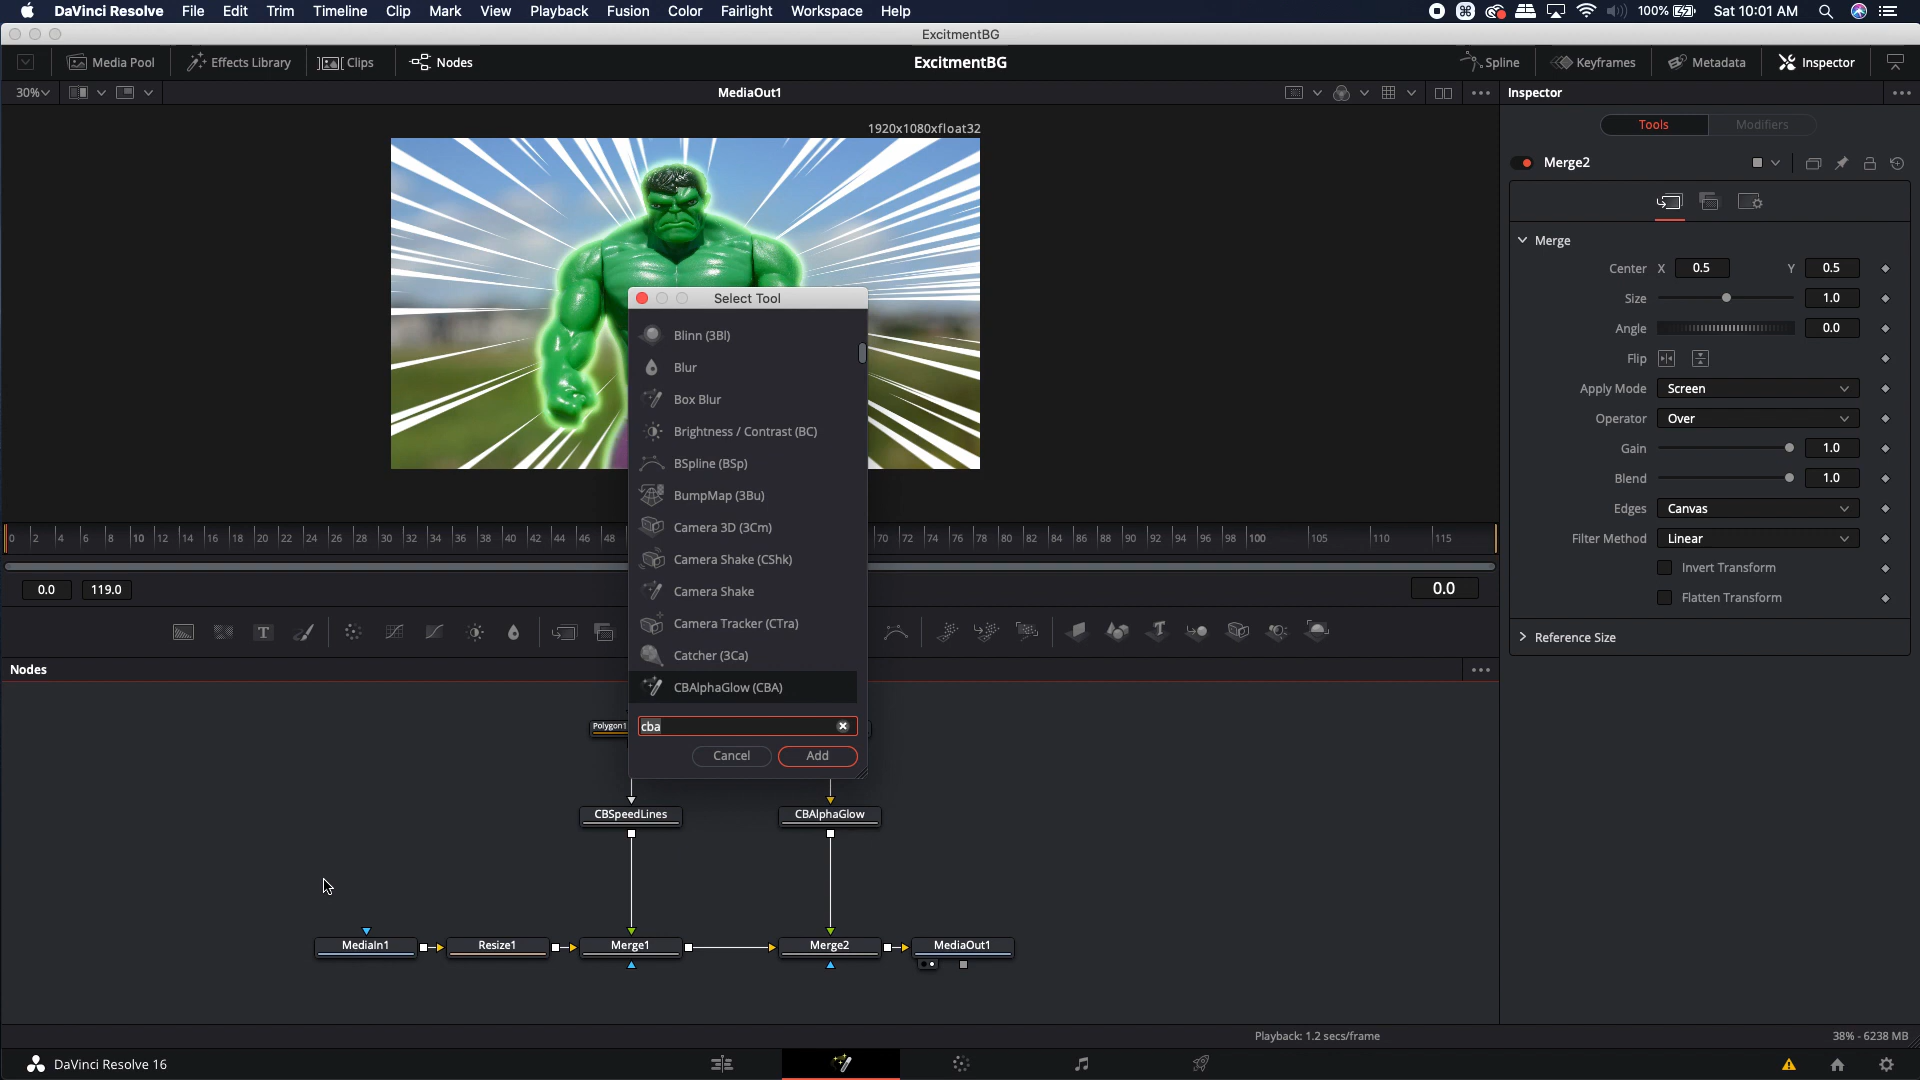 DaVinci Resolve File Edit Trim Timeline Clip Mark View Playback Fusion Color Fairlight Workspace Help 100% Sat 10:01 AM
ExcitmentBG
Media Pool Effects Library Clips Nodes ExcitmentBG Spline Keyframes Metadata Inspector
30% MediaOut1 Inspector
1920x1080xfloat32
Tools Modifiers
Merge2
Merge
Center X 0.5 Y 0.5
Size 1.0
Angle 0.0
Flip
Apply Mode Screen
Operator Over
Gain 1.0
Blend 1.0
Edges Canvas
Filter Method Linear
Invert Transform
Flatten Transform
Reference Size
Select Tool
Blinn (3Bl)
Blur
Box Blur
Brightness / Contrast (BC)
BSpline (BSp)
BumpMap (3Bu)
Camera 3D (3Cm)
Camera Shake (CShk)
Camera Shake
Camera Tracker (CTra)
Catcher (3Ca)
CBAlphaGlow (CBA)
cba
Cancel Add
0 2 4 6 8 10 12 14 16 18 20 22 24 26 28 30 32 34 36 38 40 42 44 46 48 70 72 74 76 78 80 82 84 86 88 90 92 94 96 98 100 105 110 115
0.0 119.0 0.0
Nodes
Polygon1
CBSpeedLines CBAlphaGlow
MediaIn1 Resize1 Merge1 Merge2 MediaOut1
Playback: 1.2 secs/frame 38% - 6238 MB
DaVinci Resolve 16